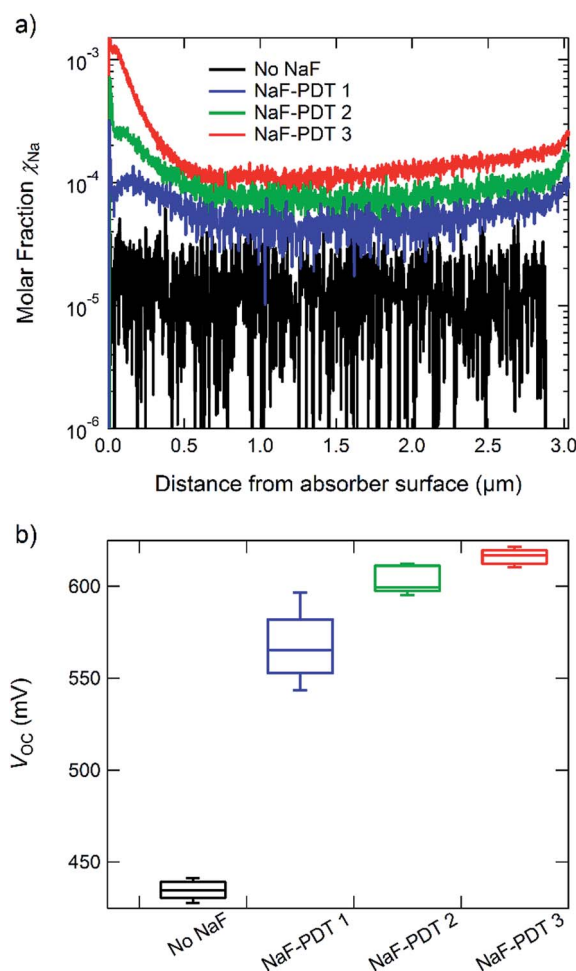 a)
10⁻³
10⁻⁴
10⁻⁵
10⁻⁶
Molar Fraction χNa
No NaF
NaF-PDT 1
NaF-PDT 2
NaF-PDT 3
0.0 0.5 1.0 1.5 2.0 2.5 3.0
Distance from absorber surface (µm)
b)
600
550
500
450
VOC (mV)
No NaF
NaF-PDT 1
NaF-PDT 2
NaF-PDT 3